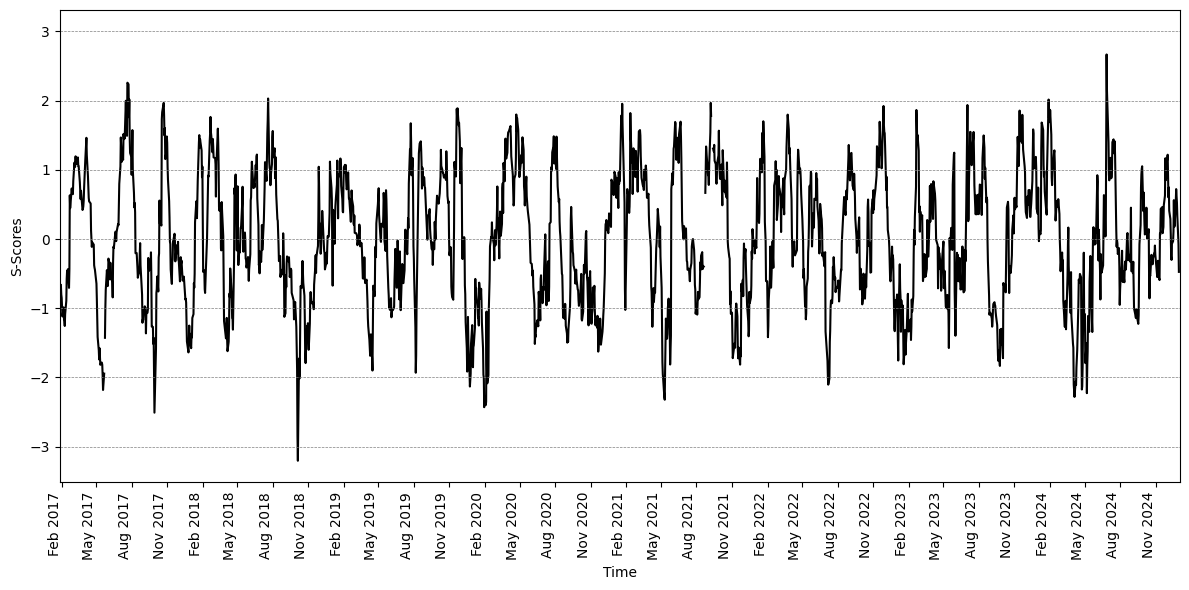 S-Scores
3
2
1
0
−1
−2
−3
Feb 2017
May 2017
Aug 2017
Nov 2017
Feb 2018
May 2018
Aug 2018
Nov 2018
Feb 2019
May 2019
Aug 2019
Nov 2019
Feb 2020
May 2020
Aug 2020
Nov 2020
Feb 2021
May 2021
Aug 2021
Nov 2021
Feb 2022
May 2022
Aug 2022
Nov 2022
Feb 2023
May 2023
Aug 2023
Nov 2023
Feb 2024
May 2024
Aug 2024
Nov 2024
Time